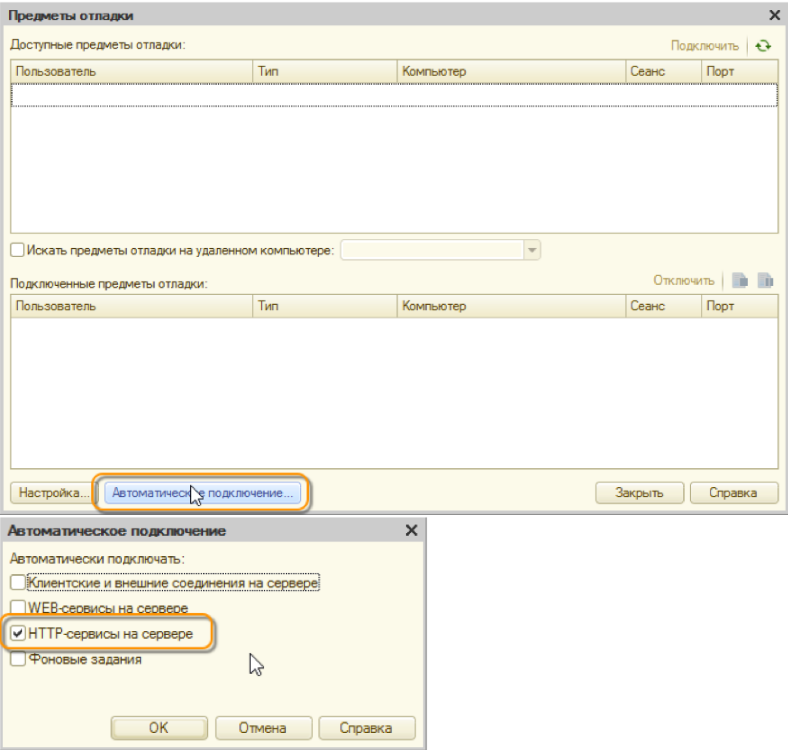 Предметы отладки
Доступные предметы отладки:
Подключить
Пользователь Тип Компьютер Сеанс Порт
Искать предметы отладки на удаленном компьютере:
Подключенные предметы отладки:
Отключить
Пользователь Тип Компьютер Сеанс Порт
Настройка... Автоматическое подключение... Закрыть Справка
Автоматическое подключение
Автоматически подключать:
Клиентские и внешние соединения на сервере
WEB-сервисы на сервере
HTTP-сервисы на сервере
Фоновые задания
OK Отмена Справка